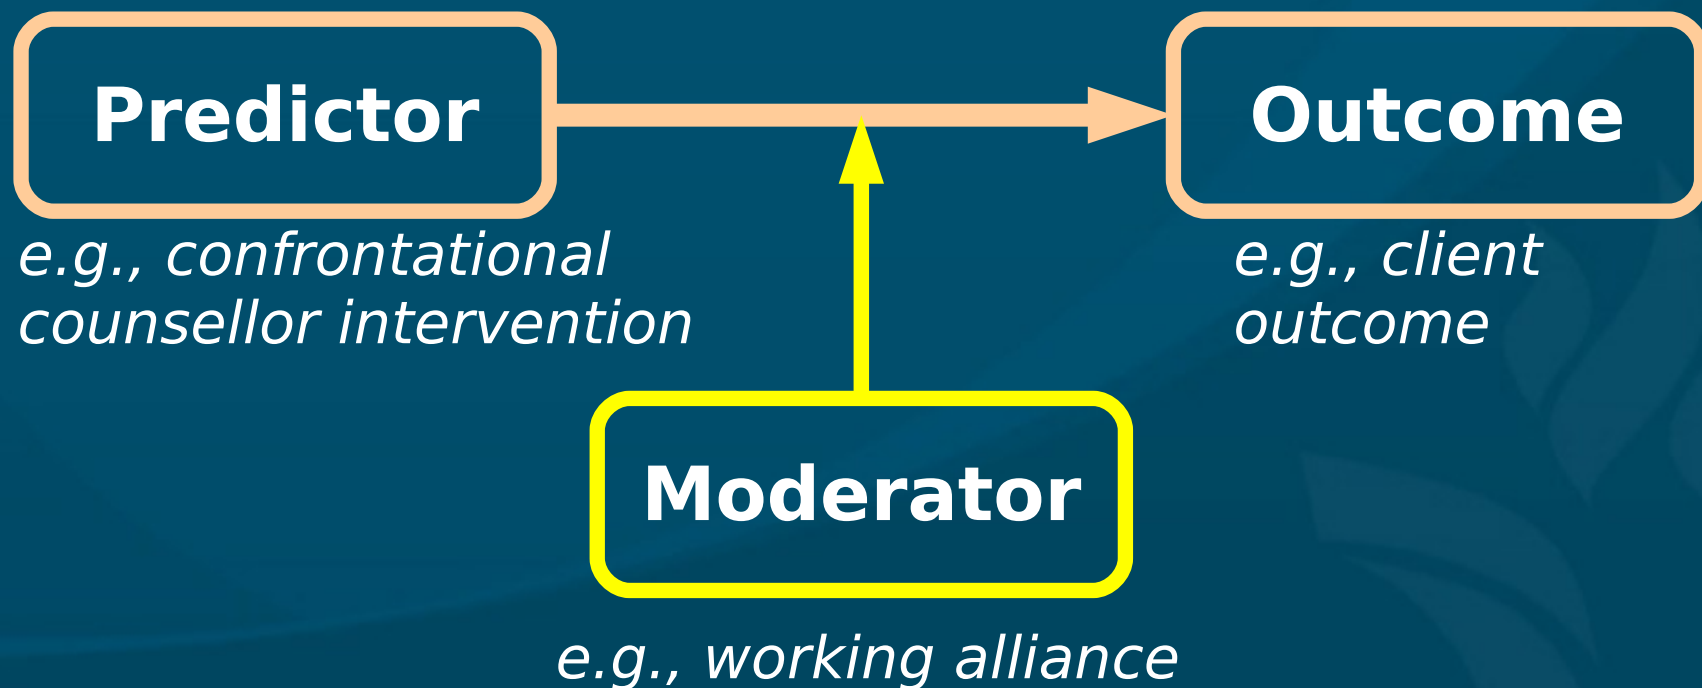 Predictor
Outcome
e.g., confrontational
counsellor intervention
e.g., client
outcome
Moderator
e.g., working alliance